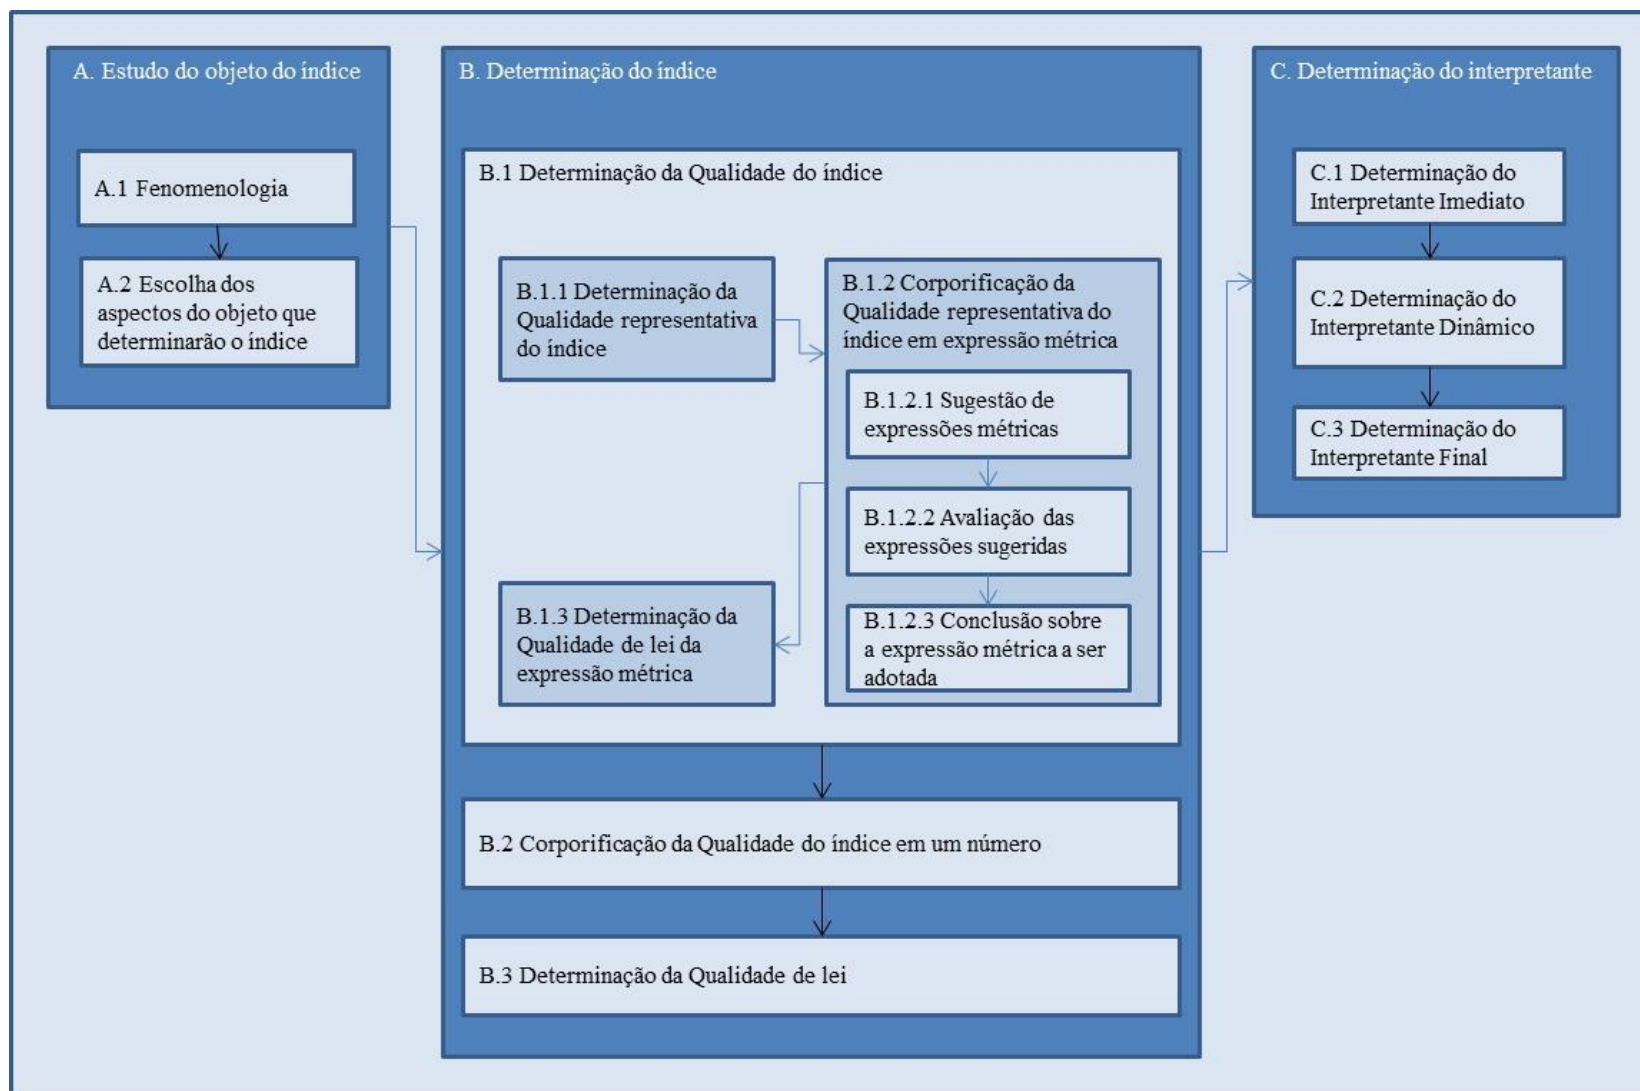 A. Estudo do objeto do índice
A.1 Fenomenologia
A.2 Escolha dos
aspectos do objeto que
determinarão o índice
B. Determinação do índice
B.1 Determinação da Qualidade do índice
B.1.1 Determinação da
Qualidade representativa
do índice
B.1.2 Corporificação da
Qualidade representativa do
índice em expressão métrica
B.1.2.1 Sugestão de
expressões métricas
B.1.2.2 Avaliação das
expressões sugeridas
B.1.2.3 Conclusão sobre
a expressão métrica a ser
adotada
B.1.3 Determinação da
Qualidade de lei da
expressão métrica
B.2 Corporificação da Qualidade do índice em um número
B.3 Determinação da Qualidade de lei
C. Determinação do interpretante
C.1 Determinação do
Interpretante Imediato
C.2 Determinação do
Interpretante Dinâmico
C.3 Determinação do
Interpretante Final